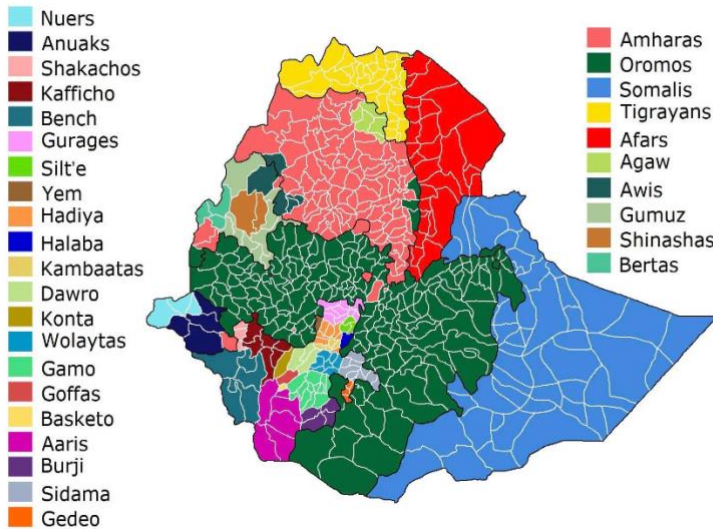 Nuers
Anuaks
Shakachos
Kafficho
Bench
Gurages
Silt'e
Yem
Hadiya
Halaba
Kambaatas
Dawro
Konta
Wolaytas
Gamo
Goffas
Basketo
Aaris
Burji
Sidama
Gedeo
Amharas
Oromos
Somalis
Tigrayans
Afars
Agaw
Awis
Gumuz
Shinashas
Bertas